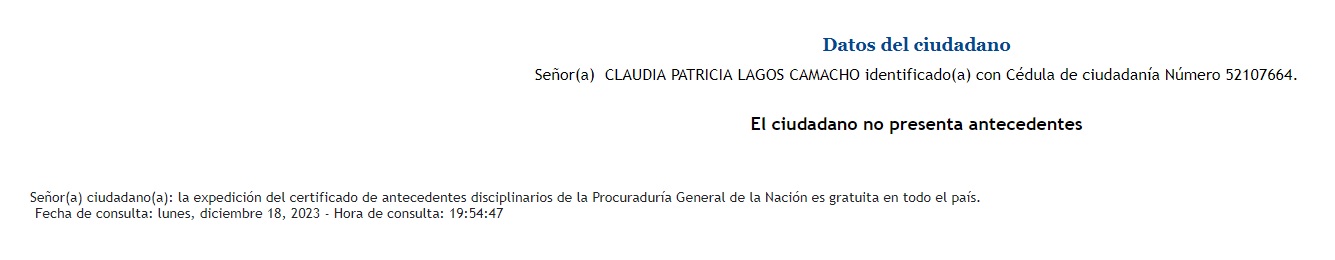 Datos del ciudadano
Señor(a) CLAUDIA PATRICIA LAGOS CAMACHO identificado(a) con Cédula de ciudadanía Número 52107664.
El ciudadano no presenta antecedentes
Señor(a) ciudadano(a): la expedición del certificado de antecedentes disciplinarios de la Procuraduría General de la Nación es gratuita en todo el país.
Fecha de consulta: lunes, diciembre 18, 2023 - Hora de consulta: 19:54:47